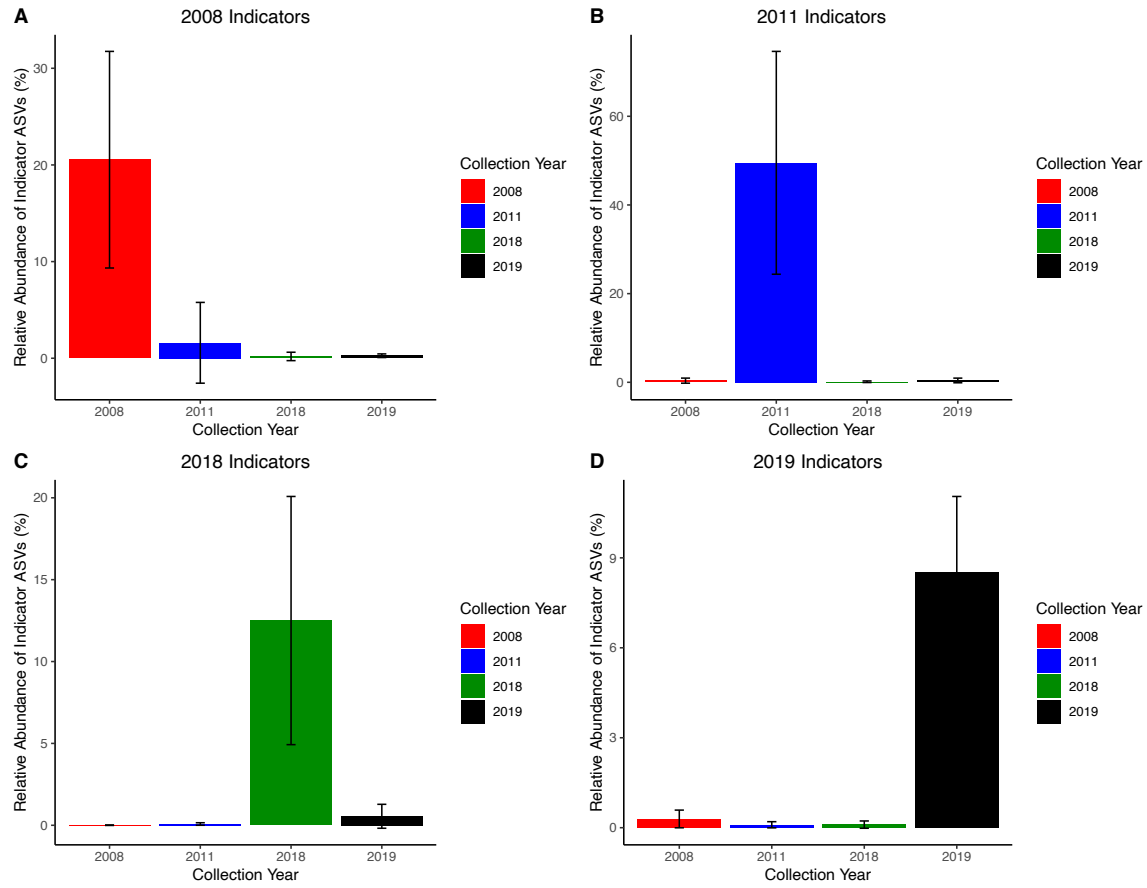 A
2008 Indicators
Relative Abundance of Indicator ASVs (%)
30
20
10
0
2008 2011 2018 2019
Collection Year
Collection Year
2008
2011
2018
2019
B
2011 Indicators
Relative Abundance of Indicator ASVs (%)
60
40
20
0
2008 2011 2018 2019
Collection Year
Collection Year
2008
2011
2018
2019
C
2018 Indicators
Relative Abundance of Indicator ASVs (%)
20
15
10
5
0
2008 2011 2018 2019
Collection Year
Collection Year
2008
2011
2018
2019
D
2019 Indicators
Relative Abundance of Indicator ASVs (%)
9
6
3
0
2008 2011 2018 2019
Collection Year
Collection Year
2008
2011
2018
2019